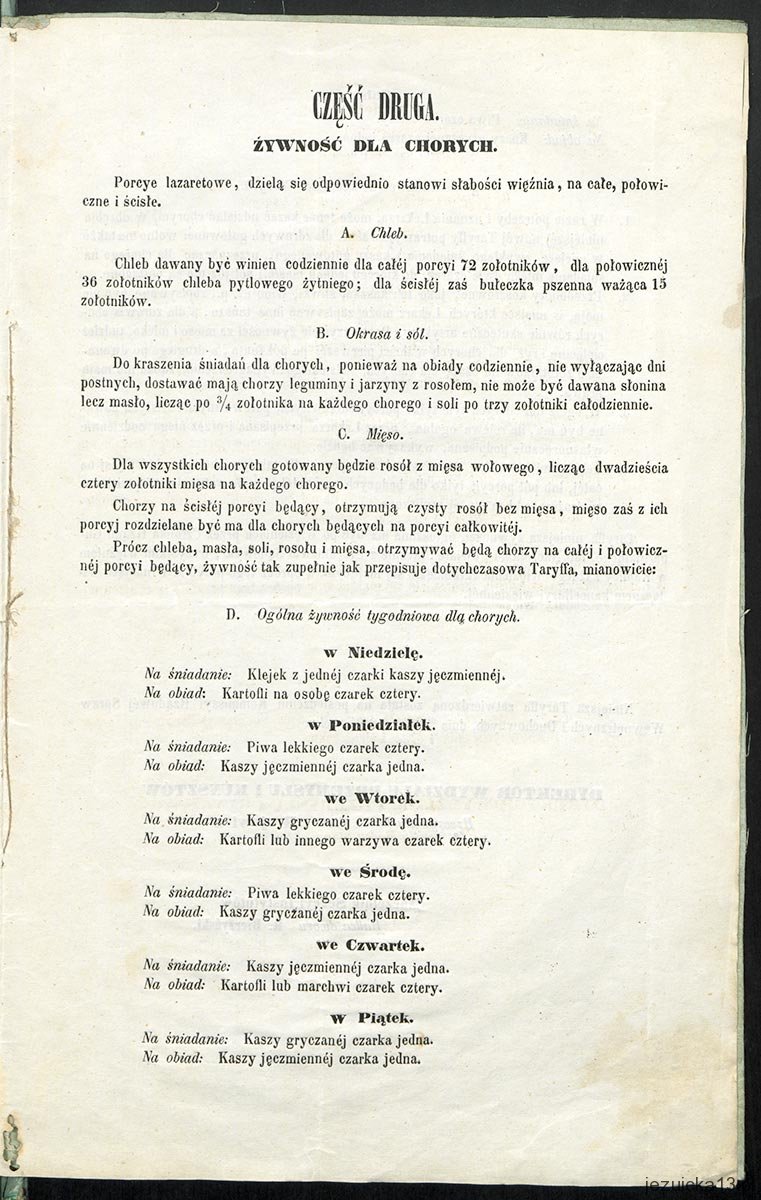 CZĘŚĆ DRUGA.
ŻYWNOŚĆ DLA CHORYCH.
Porcye lazaretowe, dzielą się odpowiednio stanowi słabości więźnia, na całe, połowi-
czne i ścisłe.
A. Chleb.
Chleb dawany być winien codziennie dla całéj porcyi 72 zołotników, dla połowicznéj
36 zołotników chleba pytlowego żytniego; dla ścisłéj zaś bułeczka pszenna ważąca 15
zołotników.
B. Okrasa i sól.
Do kraszenia śniadań dla chorych, ponieważ na obiady codziennie, nie wyłączając dni
postnych, dostawać mają chorzy leguminy i jarzyny z rosołem, nie może być dawana słonina
lecz masło, licząc po 3/4 zołotnika na każdego chorego i soli po trzy zołotniki całodziennie.
C. Mięso.
Dla wszystkich chorych gotowany będzie rosół z mięsa wołowego, licząc dwadzieścia
cztery zołotniki mięsa na każdego chorego.
Chorzy na ścisłéj porcyi będący, otrzymują czysty rosół bez mięsa, mięso zaś z ich
porcyj rozdzielane być ma dla chorych będących na porcyi całkowitéj.
Prócz chleba, masła, soli, rosołu i mięsa, otrzymywać będą chorzy na całéj i połowicz-
néj porcyi będący, żywność tak zupełnie jak przepisuje dotychczasowa Taryffa, mianowicie:
D. Ogólna żywność tygodniowa dlą chorych.
w Niedzielę.
Na śniadanie: Klejek z jednéj czarki kaszy jęczmiennéj.
Na obiad: Kartofli na osobę czarek cztery.
w Poniedziałek.
Na śniadanie: Piwa lekkiego czarek cztery.
Na obiad: Kaszy jęczmiennéj czarka jedna.
we Wtorek.
Na śniadanie: Kaszy gryczanéj czarka jedna.
Na obiad: Kartofli lub innego warzywa czarek cztery.
we Środę.
Na śniadanie: Piwa lekkiego czarek cztery.
Na obiad: Kaszy gryczanéj czarka jedna.
we Czwartek.
Na śniadanie: Kaszy jęczmiennéj czarka jedna.
Na obiad: Kartofli lub marchwi czarek cztery.
w Piątek.
Na śniadanie: Kaszy gryczanéj czarka jedna.
Na obiad: Kaszy jęczmiennéj czarka jedna.
jezuicka13